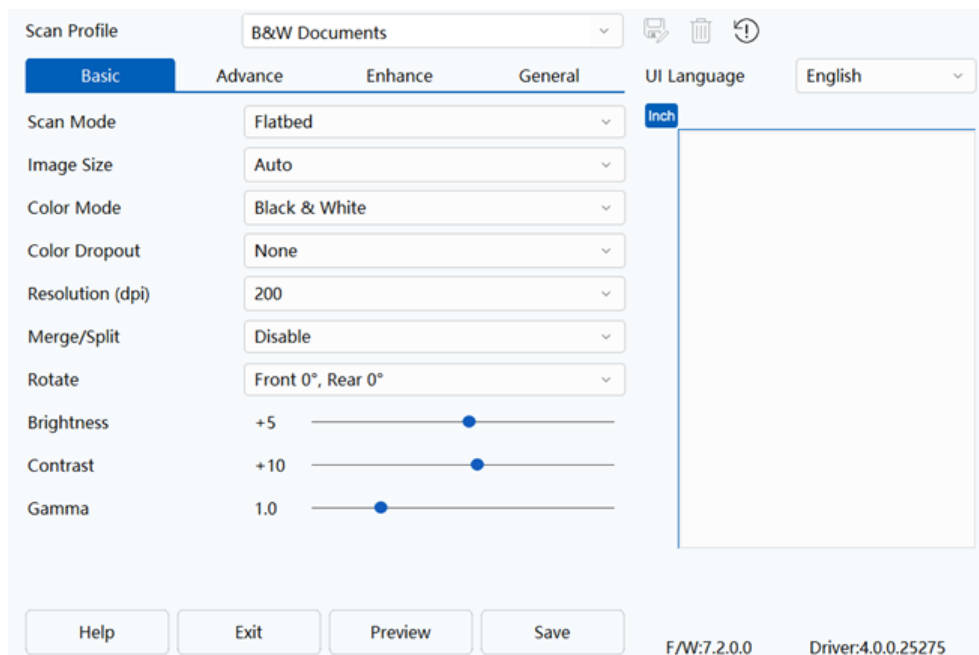 Scan Profile B&W Documents
Basic Advance Enhance General UI Language English
Scan Mode Flatbed Inch
Image Size Auto
Color Mode Black & White
Color Dropout None
Resolution (dpi) 200
Merge/Split Disable
Rotate Front 0°, Rear 0°
Brightness +5
Contrast +10
Gamma 1.0
Help Exit Preview Save
F/W:7.2.0.0 Driver:4.0.0.25275